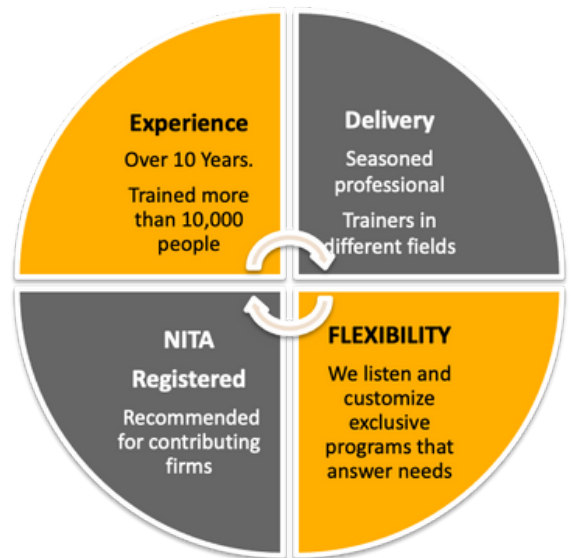 Experience
Over 10 Years.
Trained more
than 10,000
people
Delivery
Seasoned
professional
Trainers in
different fields
NITA
Registered
Recommended
for contributing
firms
FLEXIBILITY
We listen and
customize
exclusive
programs that
answer needs